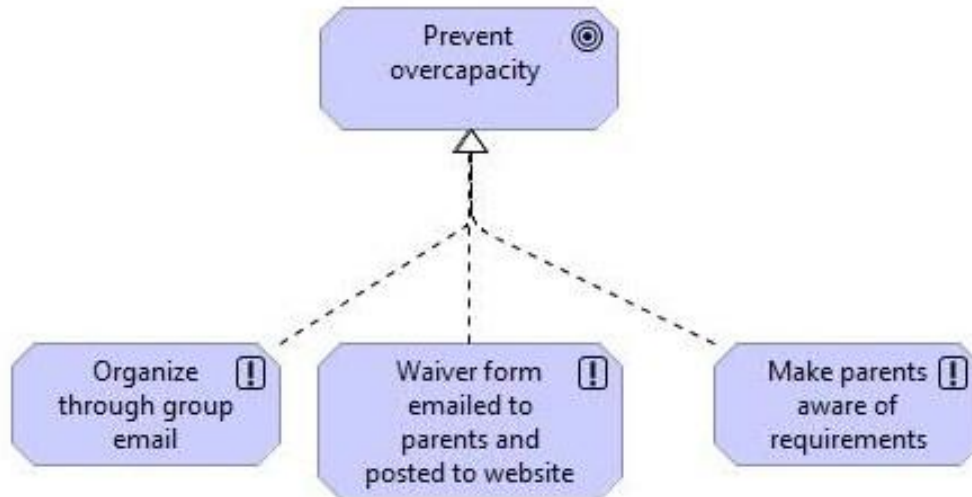 Prevent
overcapacity
Organize
through group
email
Waiver form
emailed to
parents and
posted to website
Make parents
aware of
requirements